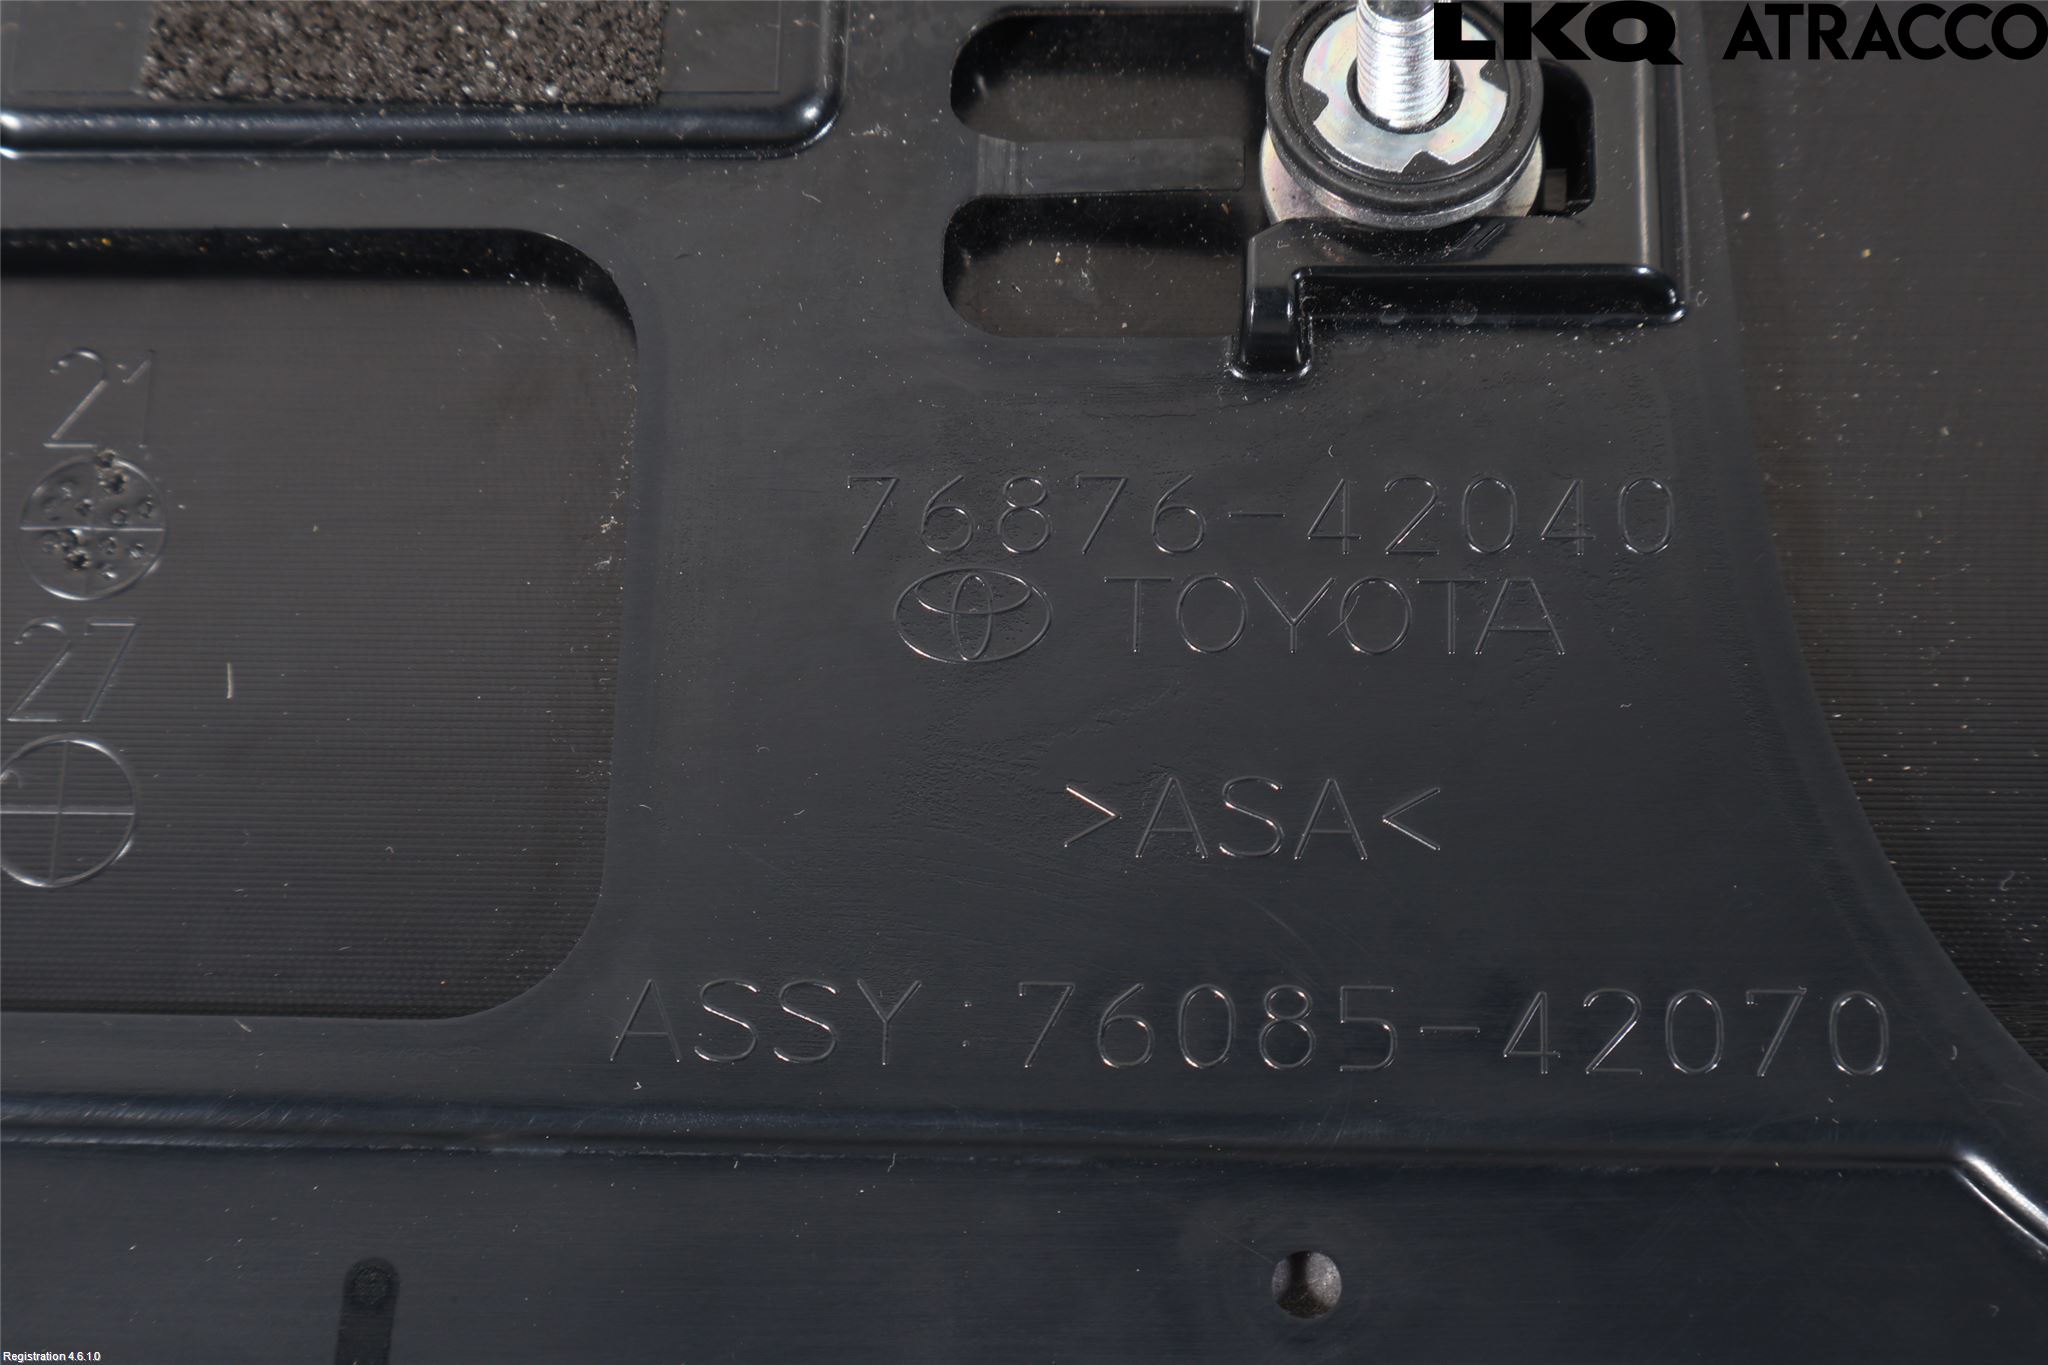 LKQ ATRACCO
21
27
76876-42040
TOYOTA
>ASA<
ASSY : 76085-42070
Registration 4.6.1.0